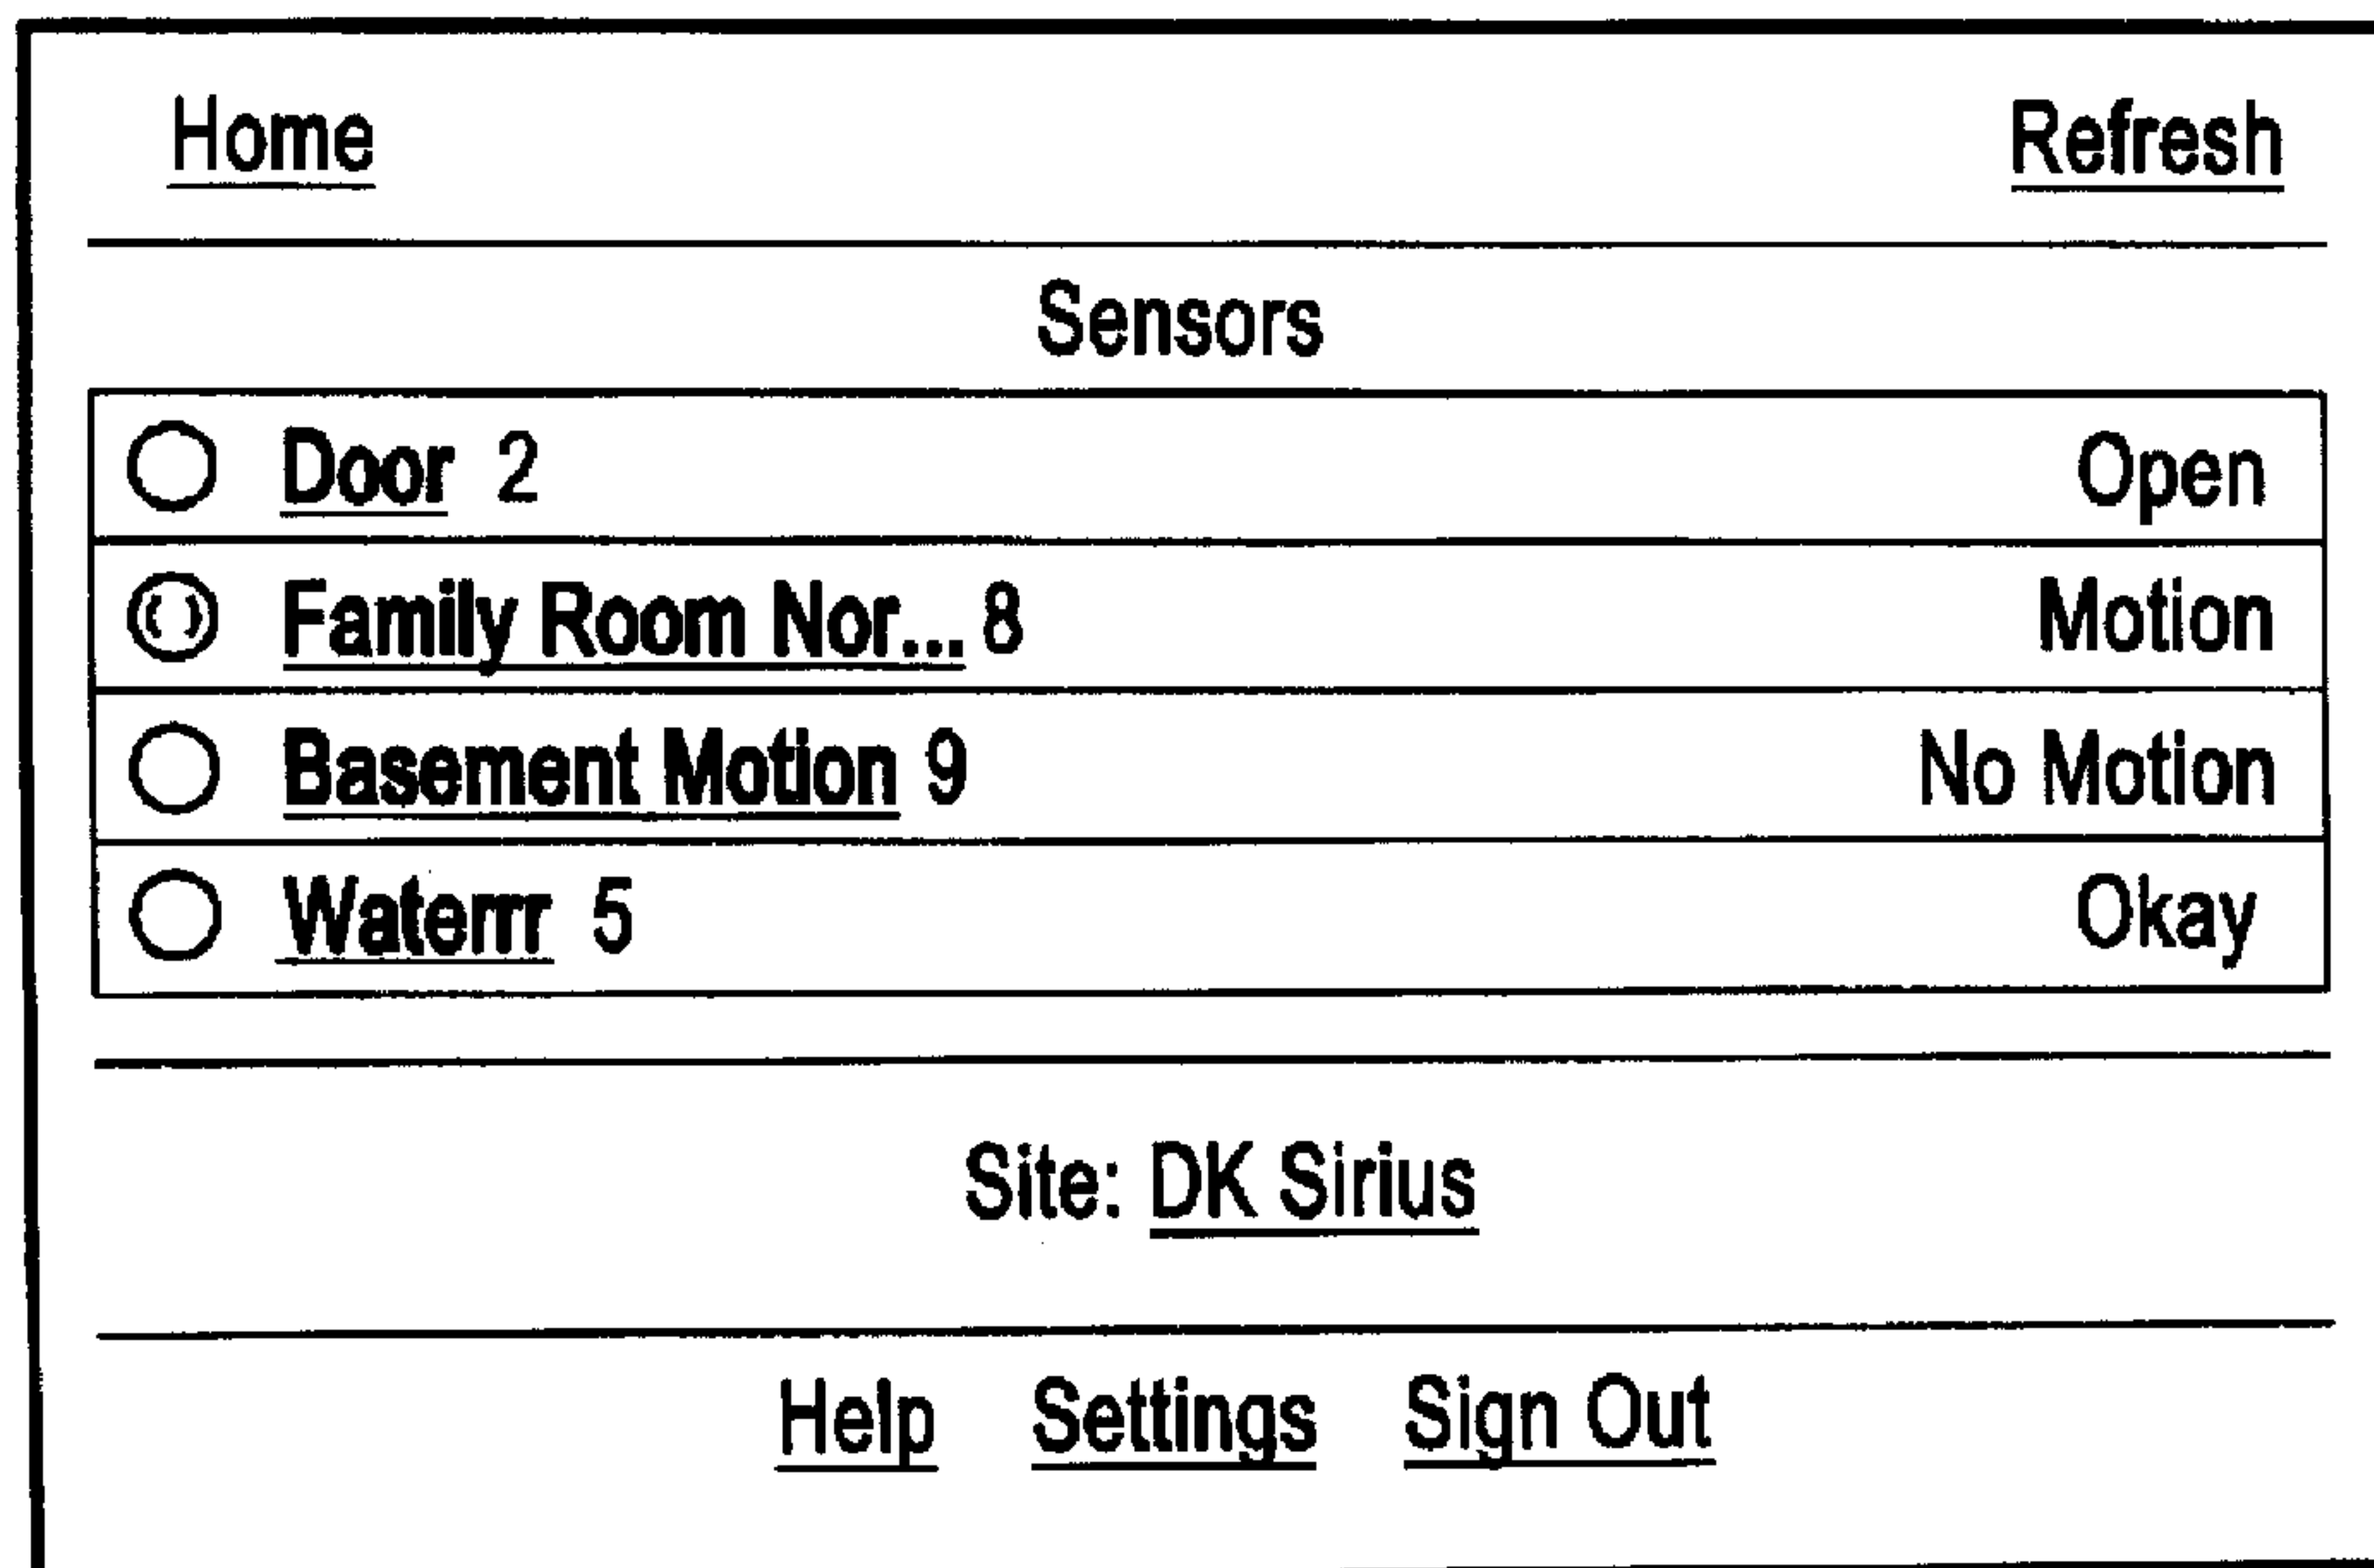 Home Refresh
Sensors
Door 2 Open
Family Room Nor... 8 Motion
Basement Motion 9 No Motion
Waterrr 5 Okay
Site: DK Sirius
Help Settings Sign Out